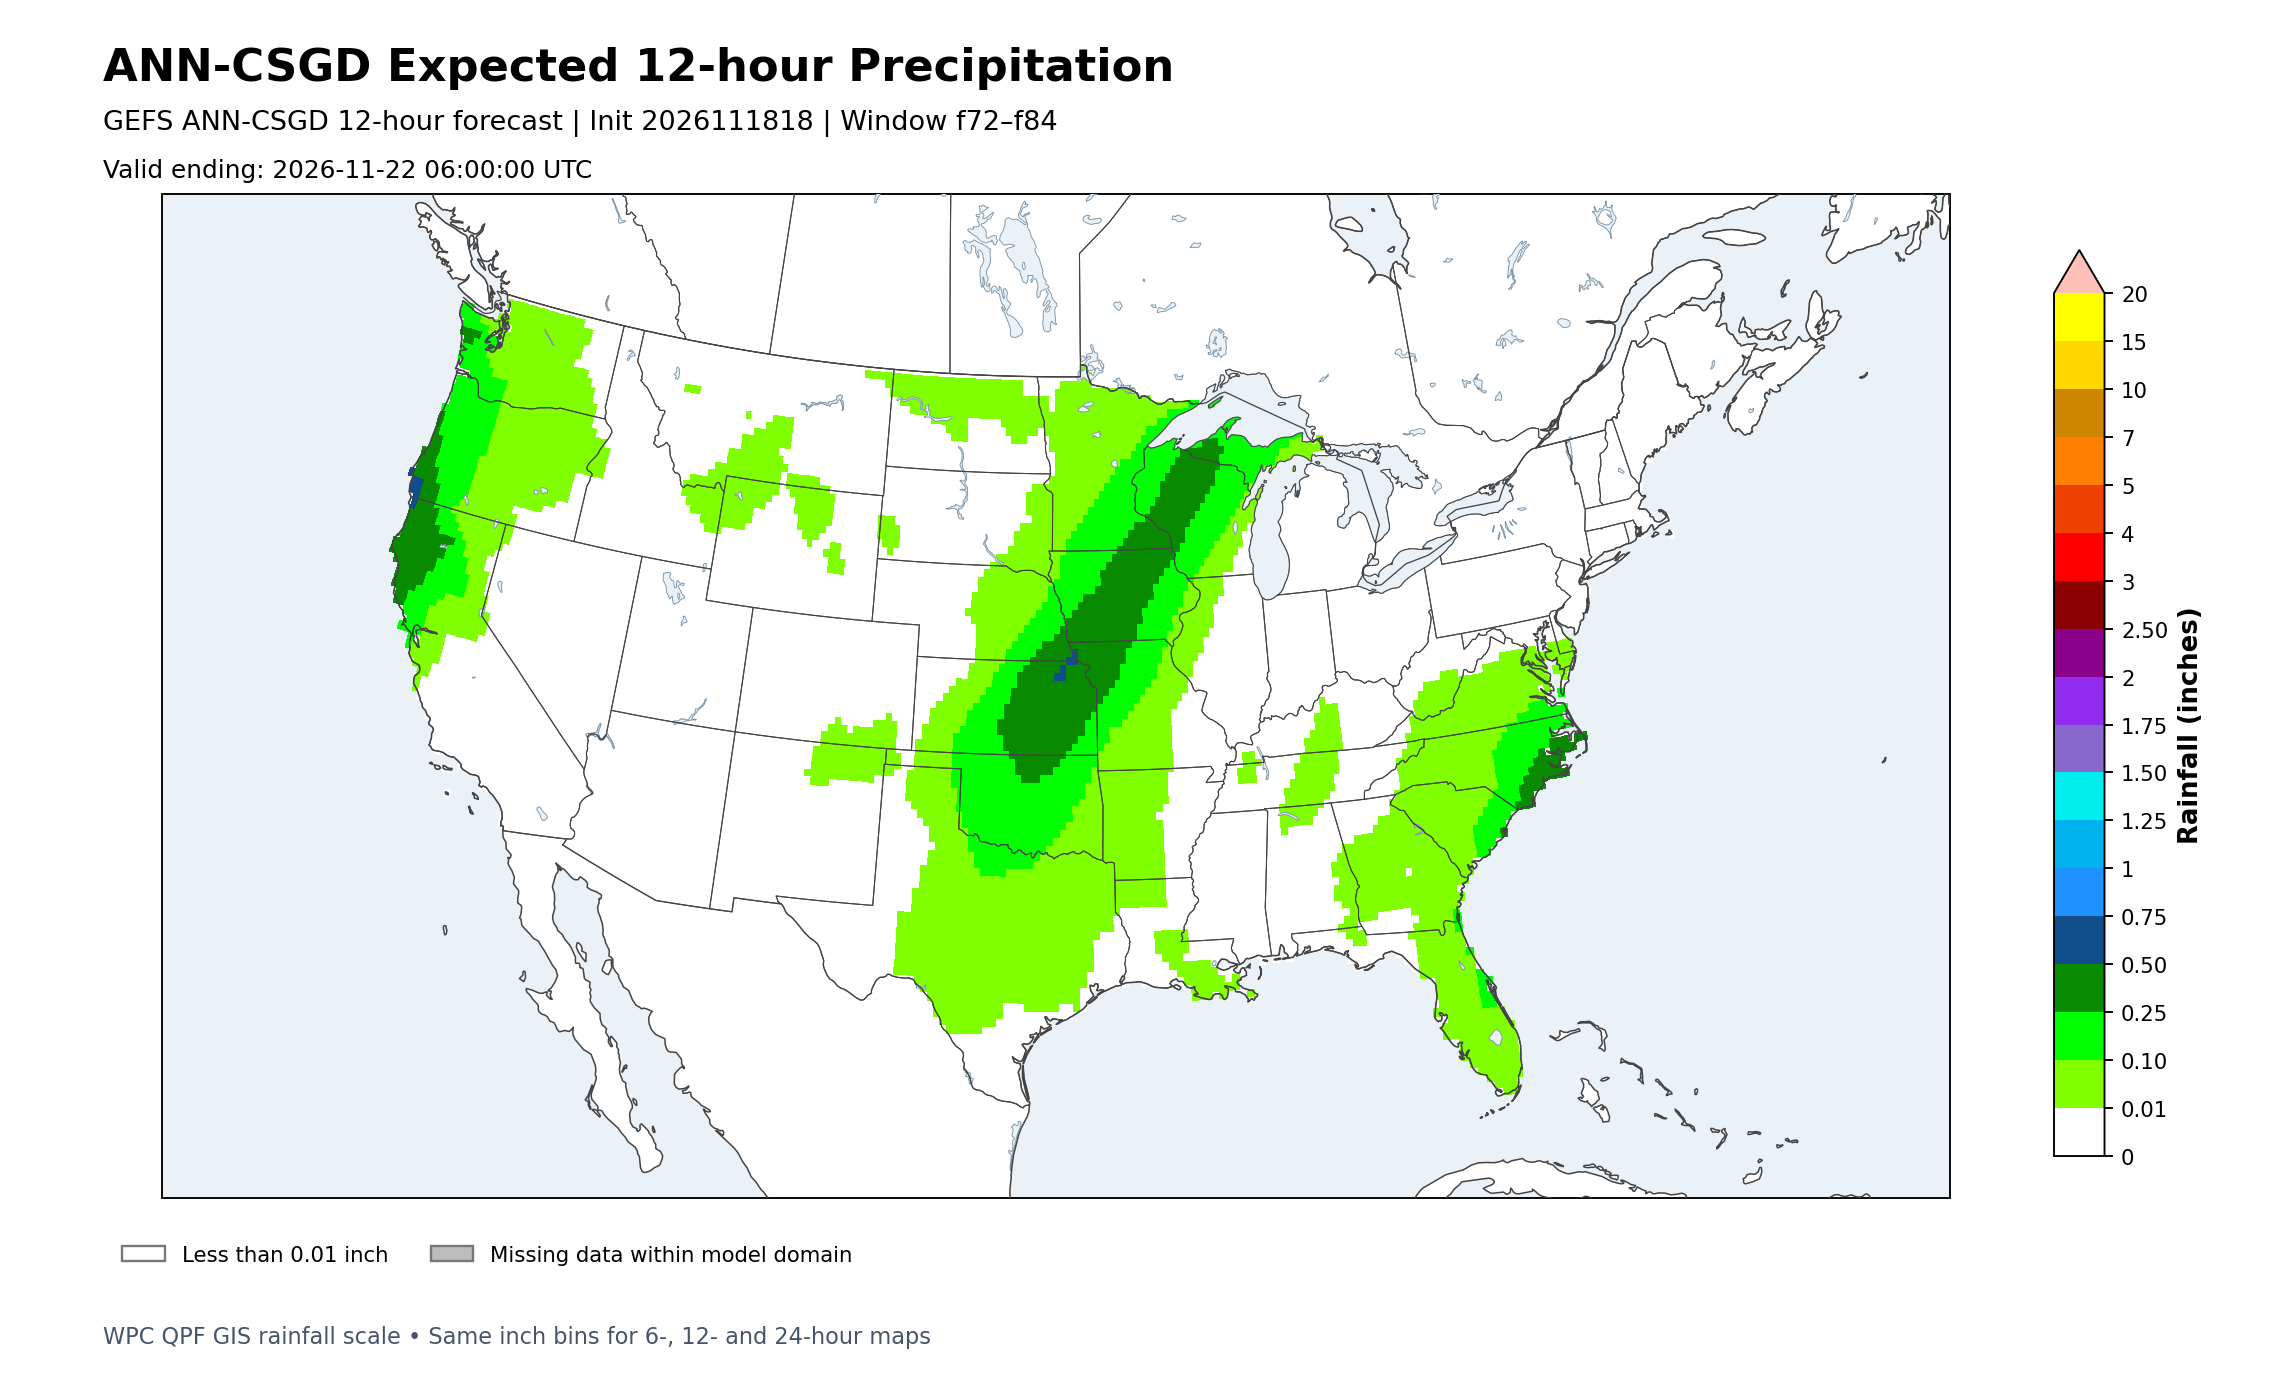 ANN-CSGD Expected 12-hour Precipitation
GEFS ANN-CSGD 12-hour forecast | Init 2026111818 | Window f72–f84
Valid ending: 2026-11-22 06:00:00 UTC
20
15
10
7
5
4
3
2.50
2
1.75
1.50
1.25
1
0.75
0.50
0.25
0.10
0.01
0
Rainfall (inches)
Less than 0.01 inch
Missing data within model domain
WPC QPF GIS rainfall scale • Same inch bins for 6-, 12- and 24-hour maps